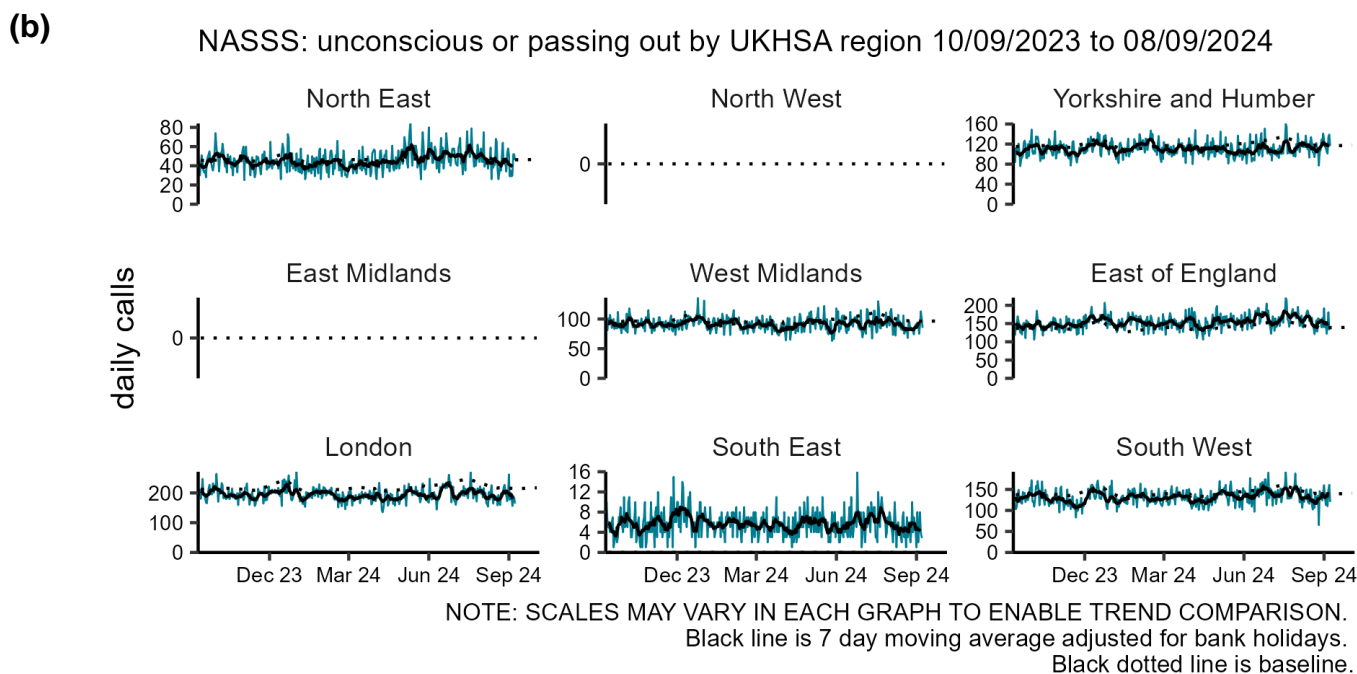 (b)
NASSS: unconscious or passing out by UKHSA region 10/09/2023 to 08/09/2024
North East
North West
Yorkshire and Humber
80
60
40
20
0
0
160
120
80
40
0
daily calls
East Midlands
West Midlands
East of England
0
100
50
0
200
150
100
50
0
London
South East
South West
200
100
0
16
12
8
4
0
150
100
50
0
Dec 23 Mar 24 Jun 24 Sep 24
Dec 23 Mar 24 Jun 24 Sep 24
Dec 23 Mar 24 Jun 24 Sep 24
NOTE: SCALES MAY VARY IN EACH GRAPH TO ENABLE TREND COMPARISON.
Black line is 7 day moving average adjusted for bank holidays.
Black dotted line is baseline.